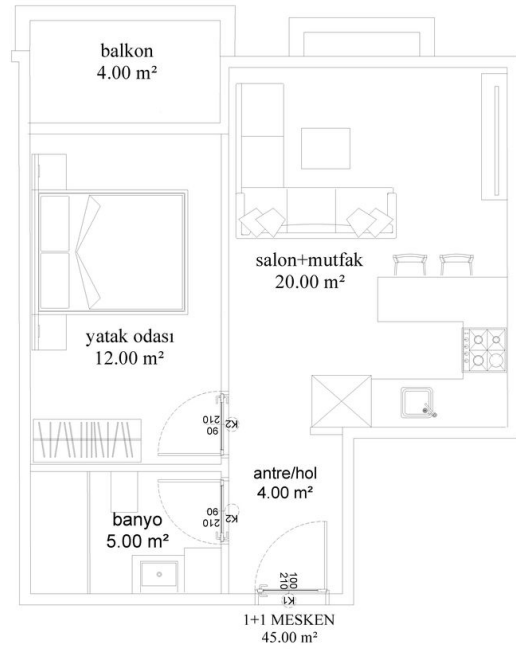 balkon
4.00 m²
salon+mutfak
20.00 m²
yatak odası
12.00 m²
210
90
K2
antre/hol
4.00 m²
210
90
K2
banyo
5.00 m²
100
210
K1
1+1 MESKEN
45.00 m²